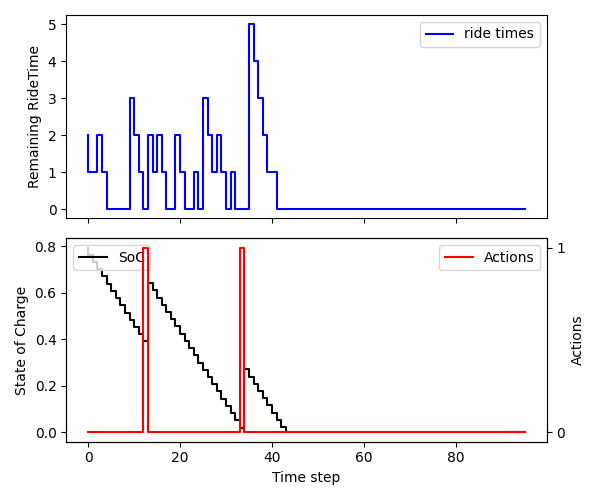 5
4
3
2
1
0
Remaining RideTime
ride times
0.8
0.6
0.4
0.2
0.0
State of Charge
SoC
Actions
1
0
Actions
0
20
40
60
80
Time step